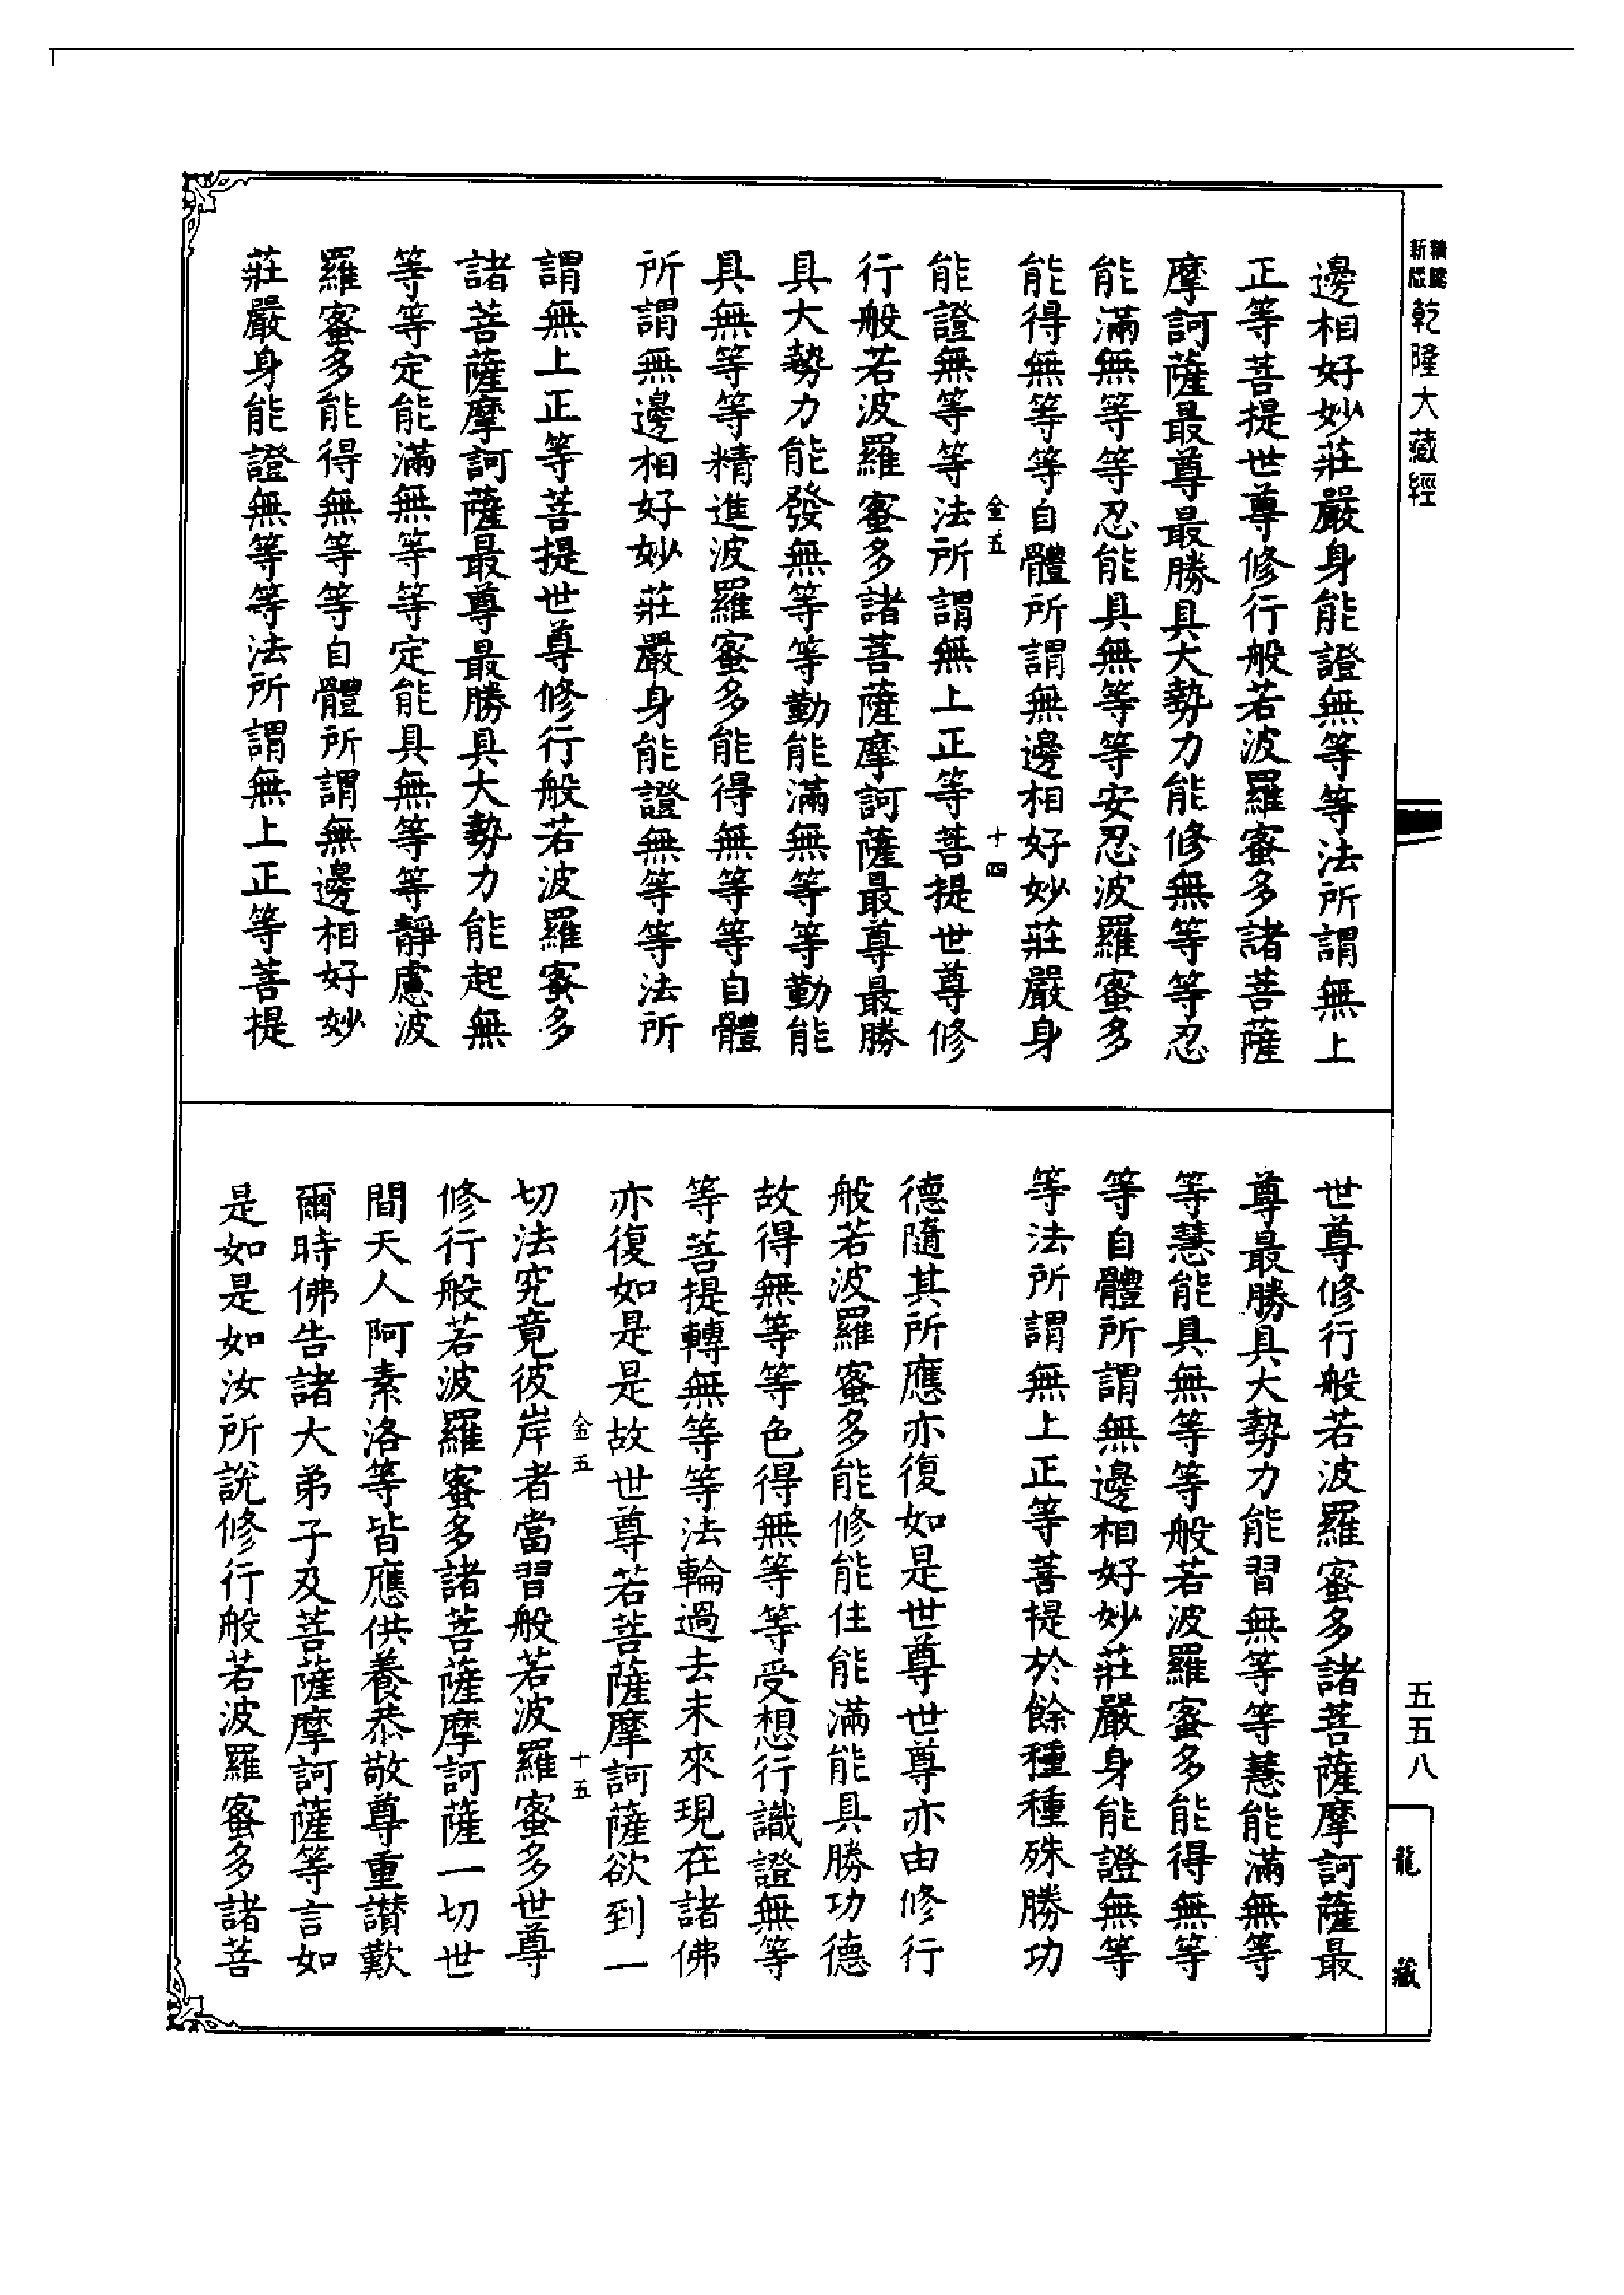 乾隆大藏經
邊相好妙莊嚴身能證無等等法所謂無上
正等菩提世尊修行般若波羅蜜多諸菩薩
摩訶薩最尊最勝具大勢力能修無等等忍
能滿無等等忍能具無等等安忍波羅蜜多
能得無等等自體所謂無邊相好妙莊嚴身
金五 十四
能證無等等法所謂無上正等菩提世尊修
行般若波羅蜜多諸菩薩摩訶薩最尊最勝
具大勢力能發無等等勤能滿無等等勤能
具無等等精進波羅蜜多能得無等等自體
所謂無邊相好妙莊嚴身能證無等等法所
謂無上正等菩提世尊修行般若波羅蜜多
諸菩薩摩訶薩最尊最勝具大勢力能起無
等等定能滿無等等定能具無等等靜慮波
羅蜜多能得無等等自體所謂無邊相好妙
莊嚴身能證無等等法所謂無上正等菩提
世尊修行般若波羅蜜多諸菩薩摩訶薩最
尊最勝具大勢力能習無等等慧能滿無等
等慧能具無等等般若波羅蜜多能得無等
等自體所謂無邊相好妙莊嚴身能證無等
等法所謂無上正等菩提於餘種種殊勝功
德隨其所應亦復如是世尊世尊亦由修行
般若波羅蜜多能修能住能滿能具勝功德
故得無等等色得無等等受想行識證無等
等菩提轉無等等法輪過去未來現在諸佛
亦復如是是故世尊若菩薩摩訶薩欲到一
金五 十五
切法究竟彼岸者當習般若波羅蜜多世尊
修行般若波羅蜜多諸菩薩摩訶薩一切世
間天人阿素洛等皆應供養恭敬尊重讚歎
爾時佛告諸大弟子及菩薩摩訶薩等言如
是如是如汝所說修行般若波羅蜜多諸菩
五五八
龍藏